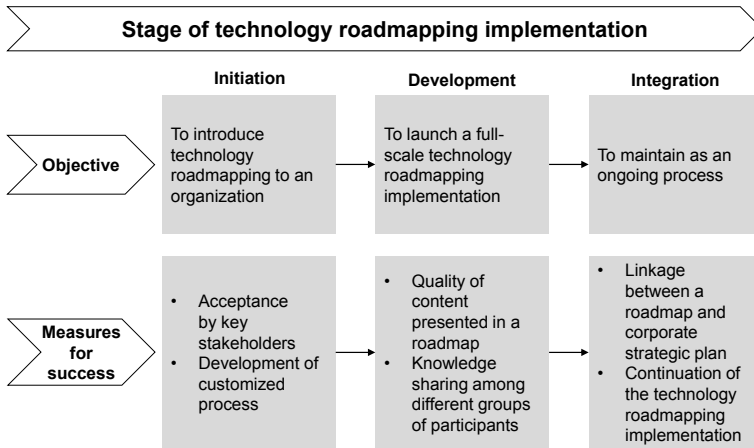 Stage of technology roadmapping implementation
Initiation
Development
Integration
Objective
To introduce
technology
roadmapping to an
organization
To launch a full-
scale technology
roadmapping
implementation
To maintain as an
ongoing process
Measures
for
success
• Acceptance
by key
stakeholders
• Development of
customized
process
• Quality of
content
presented in a
roadmap
• Knowledge
sharing among
different groups
of participants
• Linkage
between a
roadmap and
corporate
strategic plan
• Continuation of
the technology
roadmapping
implementation